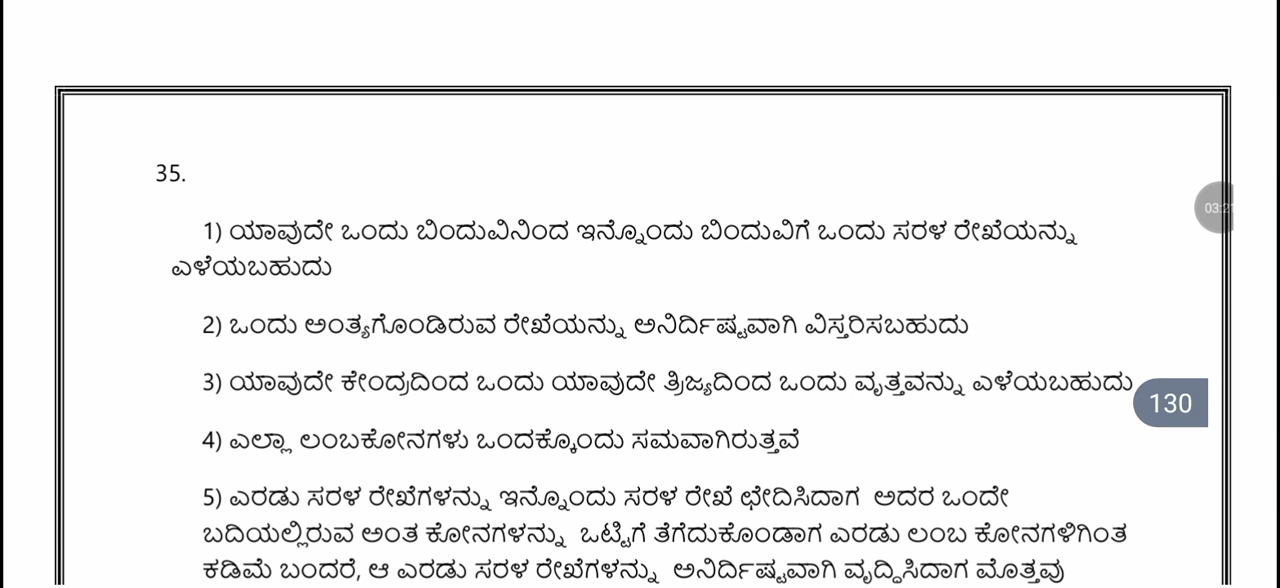 35.
1) ಯಾವುದೇ ಒಂದು ಬಿಂದುವಿನಿಂದ ಇನ್ನೊಂದು ಬಿಂದುವಿಗೆ ಒಂದು ಸರಳ ರೇಖೆಯನ್ನು
ಎಳೆಯಬಹುದು
2) ಒಂದು ಅಂತ್ಯಗೊಂಡಿರುವ ರೇಖೆಯನ್ನು ಅನಿರ್ದಿಷ್ಟವಾಗಿ ವಿಸ್ತರಿಸಬಹುದು
3) ಯಾವುದೇ ಕೇಂದ್ರದಿಂದ ಒಂದು ಯಾವುದೇ ತ್ರಿಜ್ಯದಿಂದ ಒಂದು ವೃತ್ತವನ್ನು ಎಳೆಯಬಹುದು
130
4) ಎಲ್ಲಾ ಲಂಬಕೋನಗಳು ಒಂದಕ್ಕೊಂದು ಸಮವಾಗಿರುತ್ತವೆ
5) ಎರಡು ಸರಳ ರೇಖೆಗಳನ್ನು ಇನ್ನೊಂದು ಸರಳ ರೇಖೆ ಛೇದಿಸಿದಾಗ ಅದರ ಒಂದೇ
ಬದಿಯಲ್ಲಿರುವ ಅಂತ ಕೋನಗಳನ್ನು ಒಟ್ಟಿಗೆ ತೆಗೆದುಕೊಂಡಾಗ ಎರಡು ಲಂಬ ಕೋನಗಳಿಗಿಂತ
ಕಡಿಮೆ ಬಂದರೆ, ಆ ಎರಡು ಸರಳ ರೇಖೆಗಳನ್ನು ಅನಿರ್ದಿಷ್ಟವಾಗಿ ವೃದ್ಧಿಸಿದಾಗ ಮೊತ್ತವು